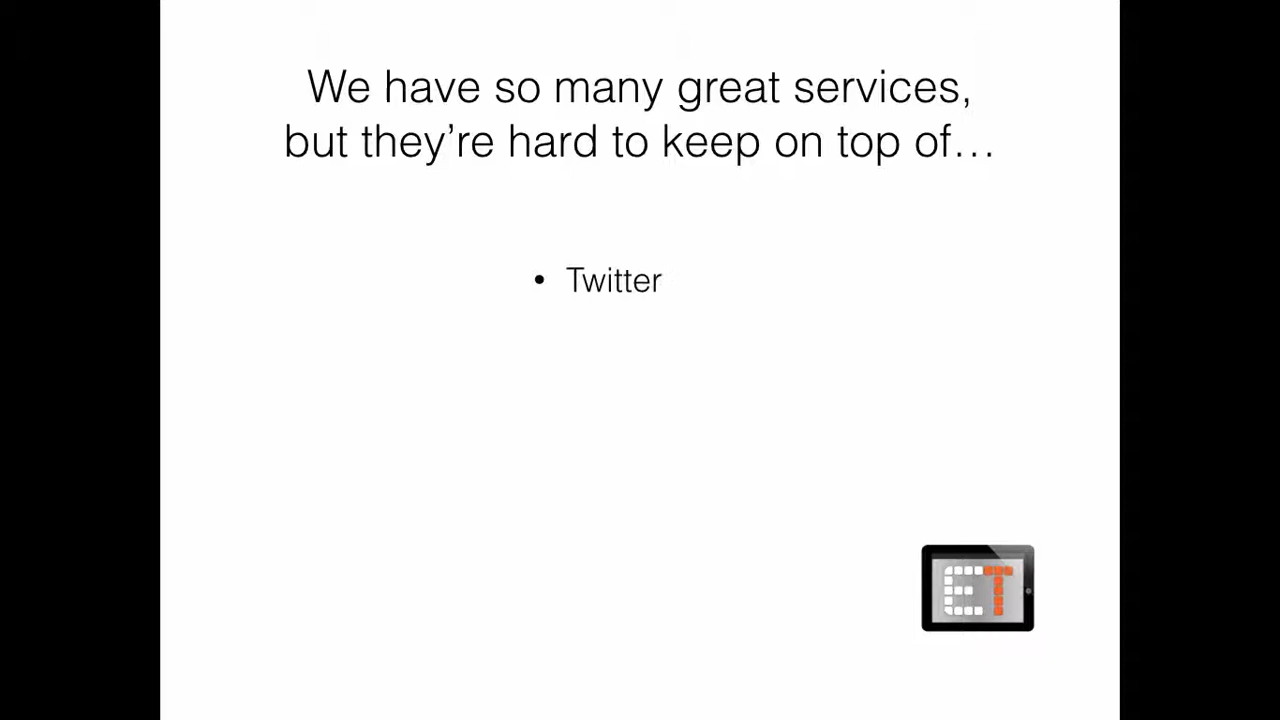 We have so many great services,
but they’re hard to keep on top of…
• Twitter
ET